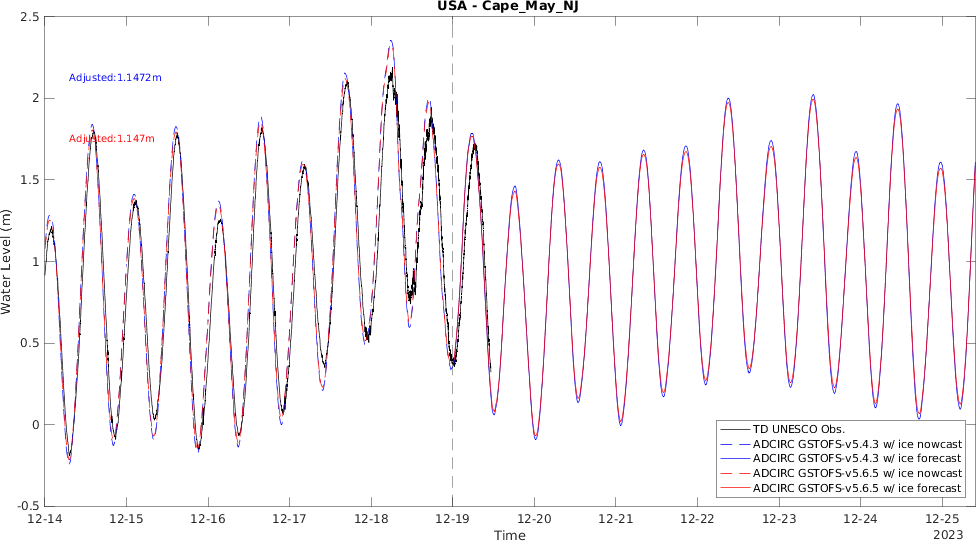 USA - Cape_May_NJ
2.5
2
1.5
1
0.5
0
-0.5
Water Level (m)
Adjusted:1.1472m
Adjusted:1.147m
TD UNESCO Obs.
ADCIRC GSTOFS-v5.4.3 w/ ice nowcast
ADCIRC GSTOFS-v5.4.3 w/ ice forecast
ADCIRC GSTOFS-v5.6.5 w/ ice nowcast
ADCIRC GSTOFS-v5.6.5 w/ ice forecast
12-14 12-15 12-16 12-17 12-18 12-19 12-20 12-21 12-22 12-23 12-24 12-25
Time
2023